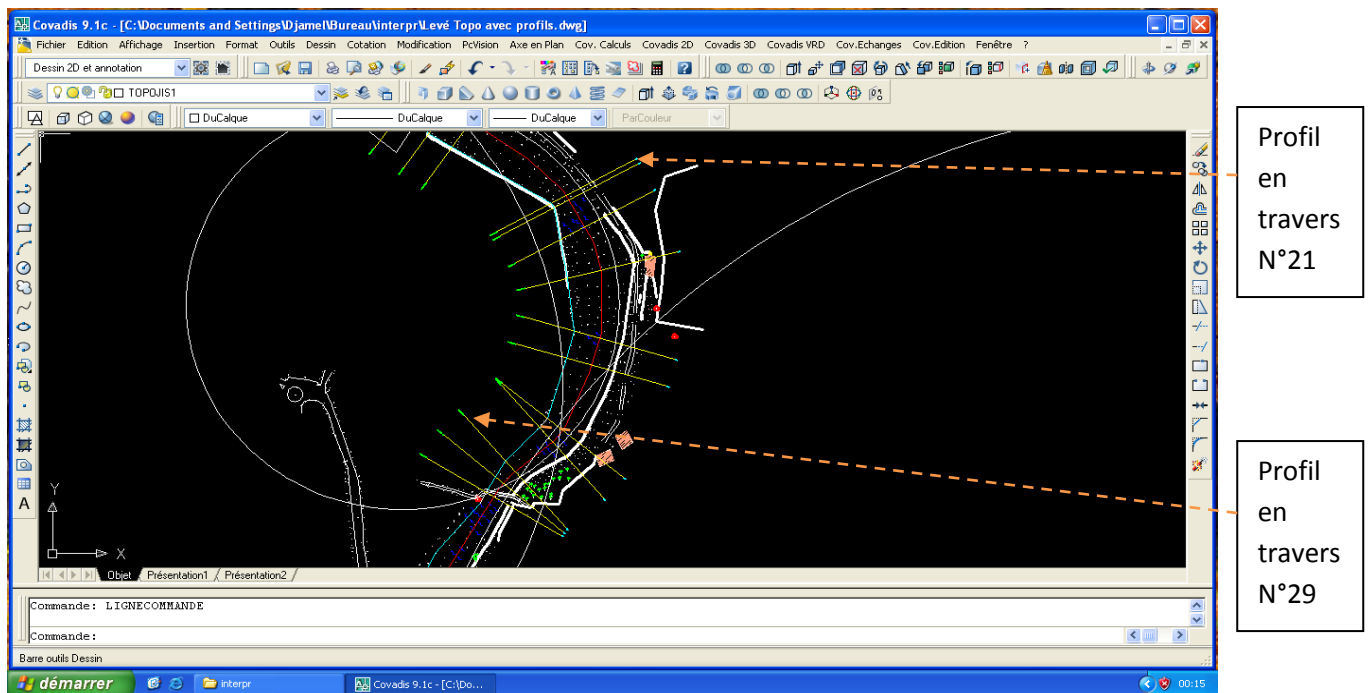 Covadis 9.1c - [C:\Documents and Settings\Djamel\Bureau\interpr\Levé Topo avec profils.dwg]
Fichier Edition Affichage Insertion Format Outils Dessin Cotation Modification PcVision Axe en Plan Cov. Calculs Covadis 2D Covadis 3D Covadis VRD Cov.Echanges Cov.Edition Fenêtre ?
Dessin 2D et annotation
TOPOJIS1
DuCalque DuCalque DuCalque ParCouleur
Profil
en
travers
N°21
Profil
en
travers
N°29
A
Y
X
Objet Présentation1 Présentation2
Commande: LIGNECOMMANDE
Commande:
Barre outils Dessin
démarrer interpr Covadis 9.1c - [C:\Do... 00:15